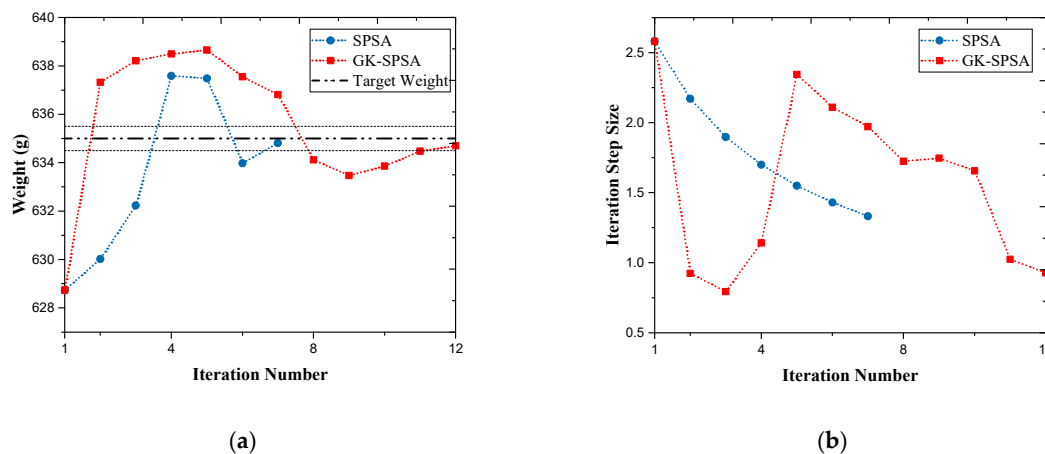 640
638
636
634
632
630
628
Weight (g)
SPSA
GK-SPSA
Target Weight
1
4
8
12
Iteration Number
(a)
2.5
2.0
1.5
1.0
0.5
Iteration Step Size
SPSA
GK-SPSA
1
4
8
1
Iteration Number
(b)